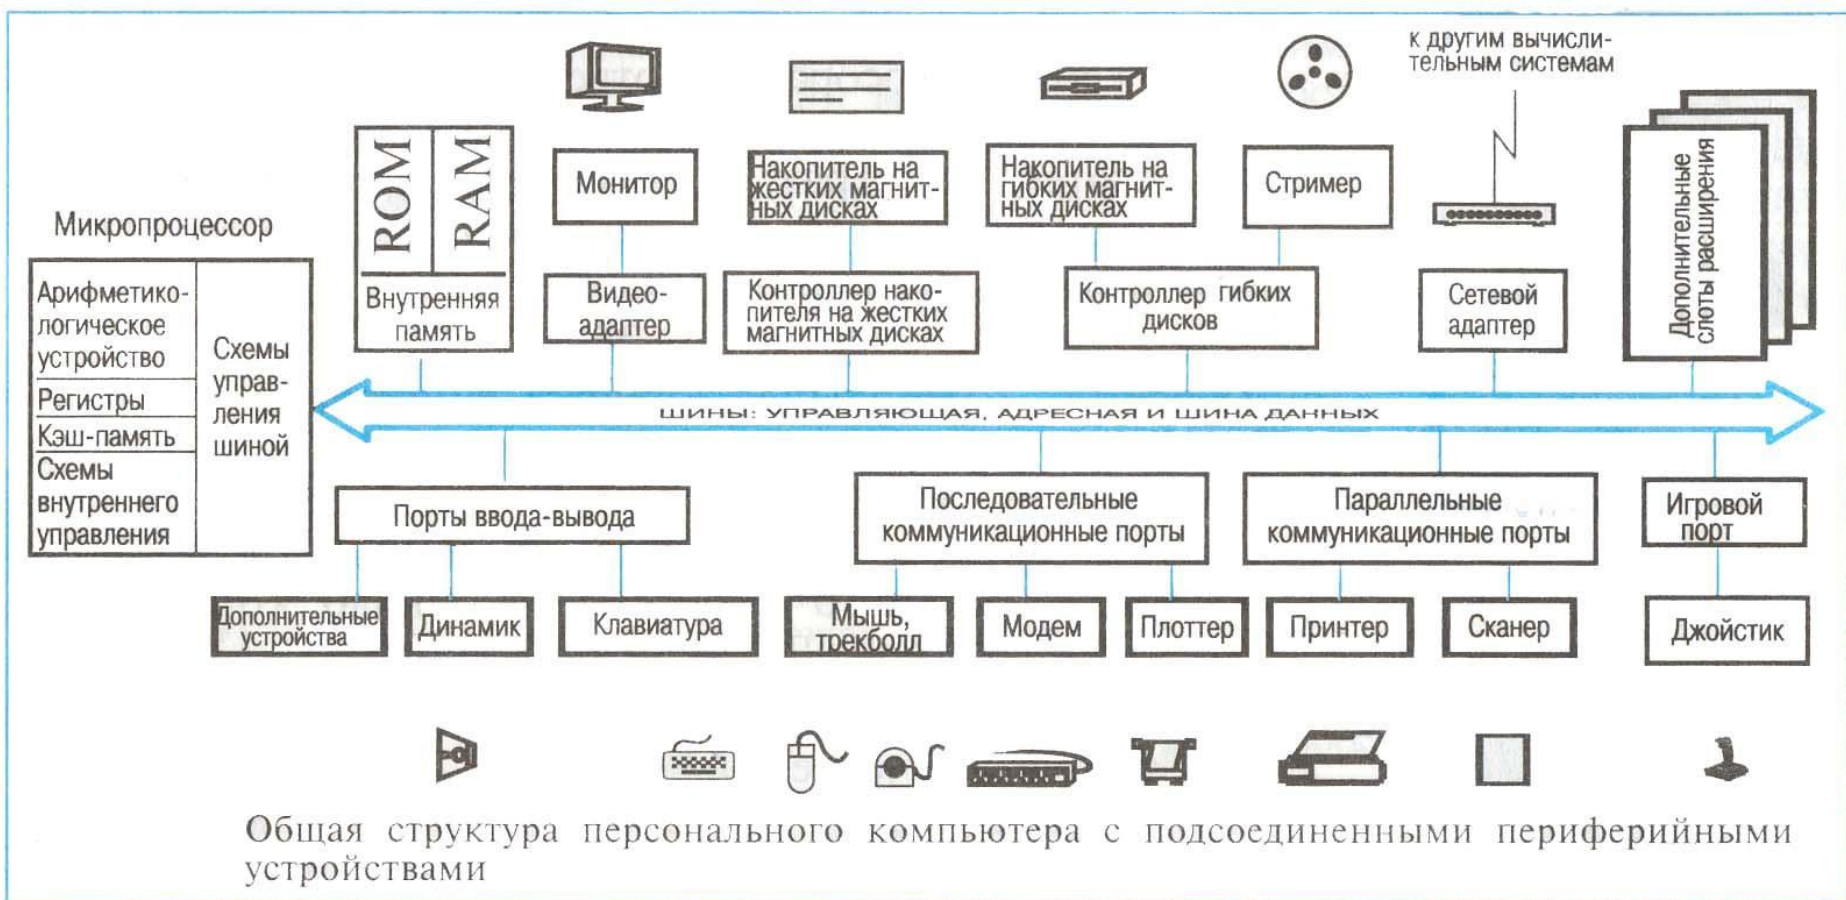 к другим вычисли-
тельным системам
ROM
RAM
Внутренняя
память
Монитор
Видео-
адаптер
Накопитель на
жестких магнит-
ных дисках
Контроллер нако-
пителя на жестких
магнитных дисках
Накопитель на
гибких магнит-
ных дисках
Стример
Контроллер гибких
дисков
Сетевой
адаптер
Дополнительные
слоты расширения
Микропроцессор
Арифметико-
логическое
устройство
Регистры
Кэш-память
Схемы
внутреннего
управления
Схемы
управ-
ления
шиной
ШИНЫ: УПРАВЛЯЮЩАЯ, АДРЕСНАЯ И ШИНА ДАННЫХ
Порты ввода-вывода
Последовательные
коммуникационные порты
Параллельные
коммуникационные порты
Игровой
порт
Дополнительные
устройства
Динамик
Клавиатура
Мышь,
трекболл
Модем
Плоттер
Принтер
Сканер
Джойстик
Общая структура персонального компьютера с подсоединенными периферийными
устройствами